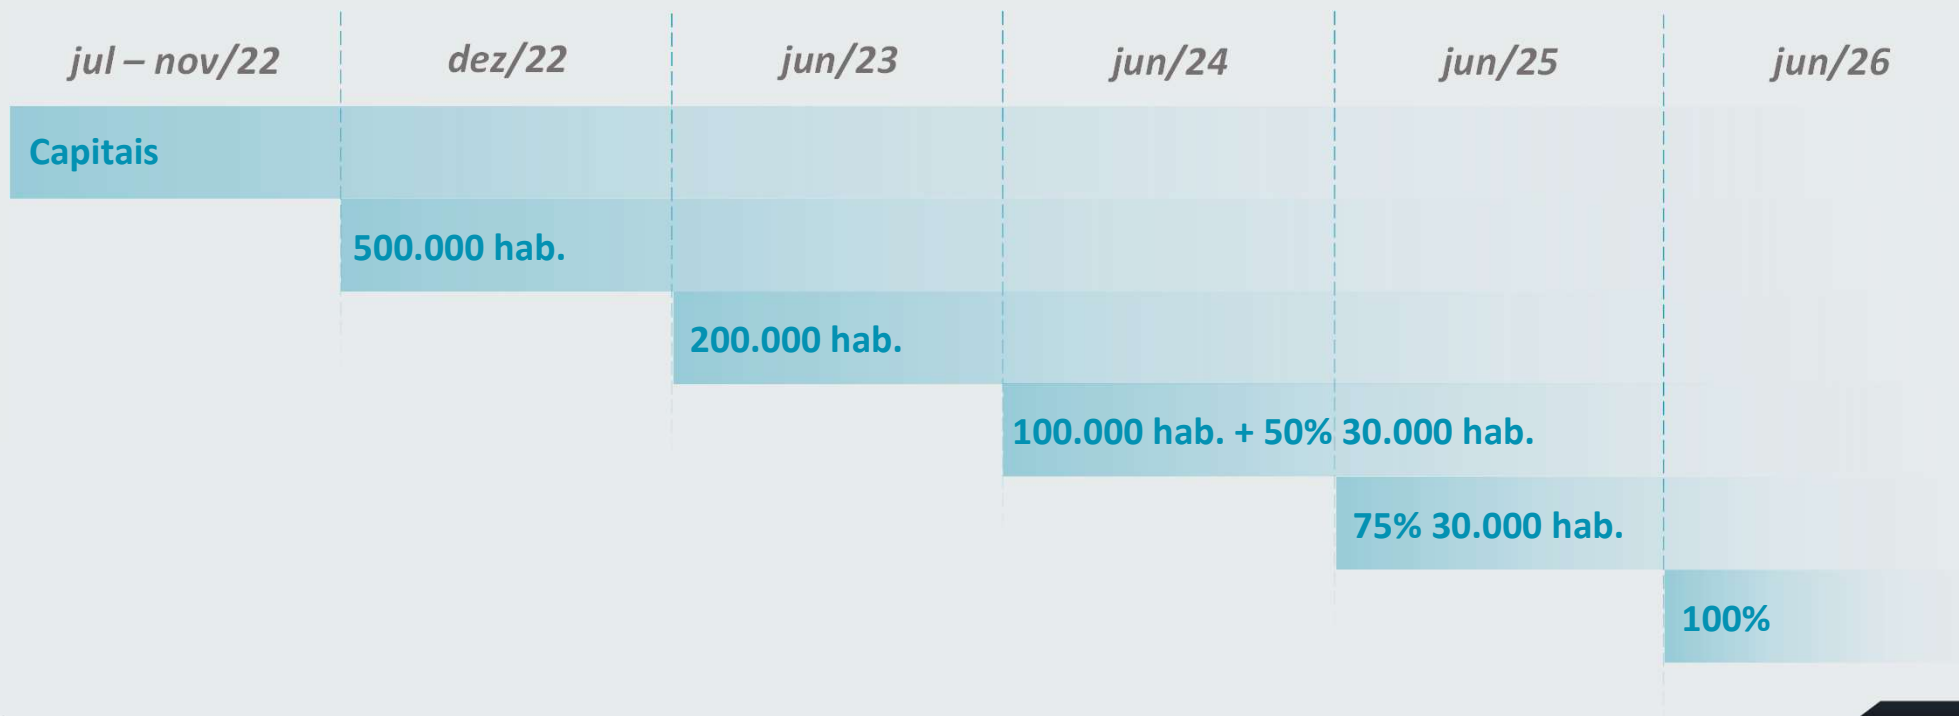 jul – nov/22
dez/22
jun/23
jun/24
jun/25
jun/26
Capitais
500.000 hab.
200.000 hab.
100.000 hab. + 50% 30.000 hab.
75% 30.000 hab.
100%